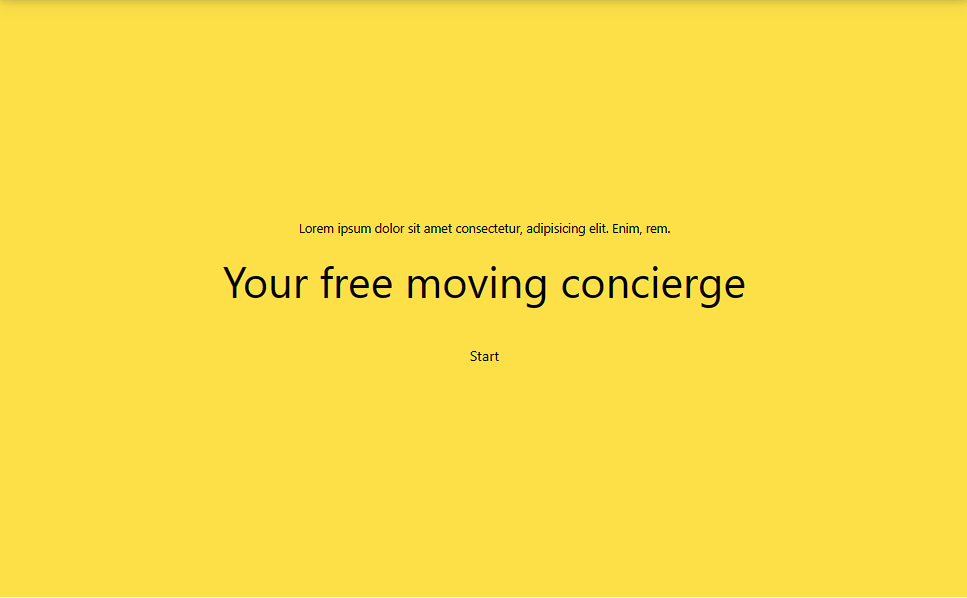 Lorem ipsum dolor sit amet consectetur, adipisicing elit. Enim, rem.
Your free moving concierge
Start